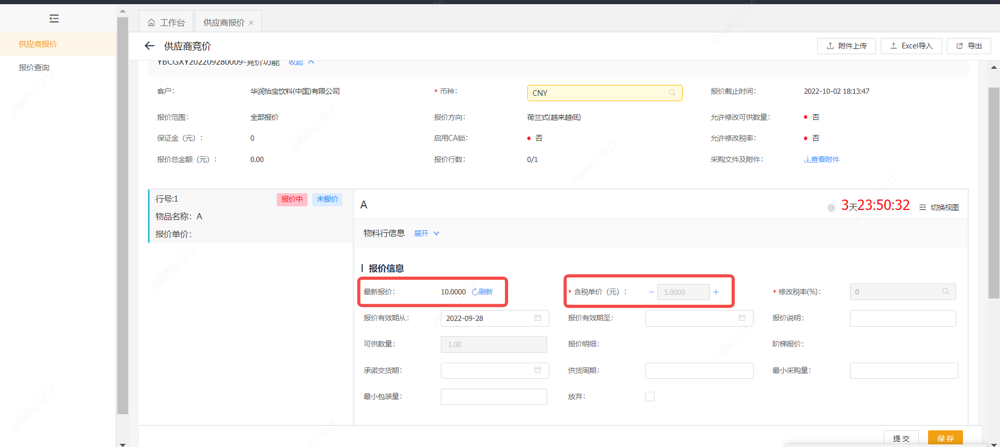 工作台
供应商报价
供应商报价
报价查询
供应商竞价
附件上传
Excel导入
导出
YBCGXY202209280009-竞价功能 收起
客户： 华润怡宝饮料(中国)有限公司
* 币种： CNY
报价截止时间： 2022-10-02 18:13:47
报价范围： 全部报价
报价方向： 荷兰式(越来越低)
允许修改可供数量： 否
保证金（元）： 0
启用CA锁： 否
允许修改税率： 否
报价总金额（元）： 0.00
报价行数： 0/1
采购文件及附件： 查看附件
行号:1 报价中 未报价
物品名称：A
报价单价：
A
3天23:50:32 切换视图
物料行信息 展开
报价信息
最新报价： 10.0000 刷新
* 含税单价（元）： − 5.0000 +
* 修改税率(%)： 0
报价有效期从： 2022-09-28
报价有效期至：
报价说明：
可供数量： 1.00
报价明细：
阶梯报价：
承诺交货期：
供货周期：
最小采购量：
最小包装量：
放弃：
提 交
保 存
SHENYUJIE12